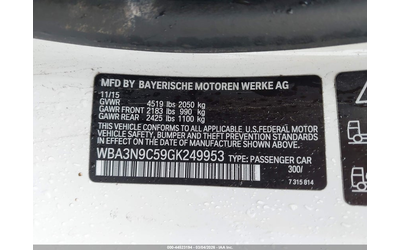 MFD BY BAYERISCHE MOTOREN WERKE AG
11/15
GVWR 4519 lbs 2050 kg
GAWR FRONT 2183 lbs 990 kg
GAWR REAR 2425 lbs 1100 kg
THIS VEHICLE CONFORMS TO ALL APPLICABLE U.S. FEDERAL MOTOR
VEHICLE SAFETY, BUMPER AND THEFT PREVENTION STANDARDS
IN EFFECT ON THE DATE OF MANUFACTURE SHOWN ABOVE.
WBA3N9C59GK249953 TYPE: PASSENGER CAR
300/
7 315 814